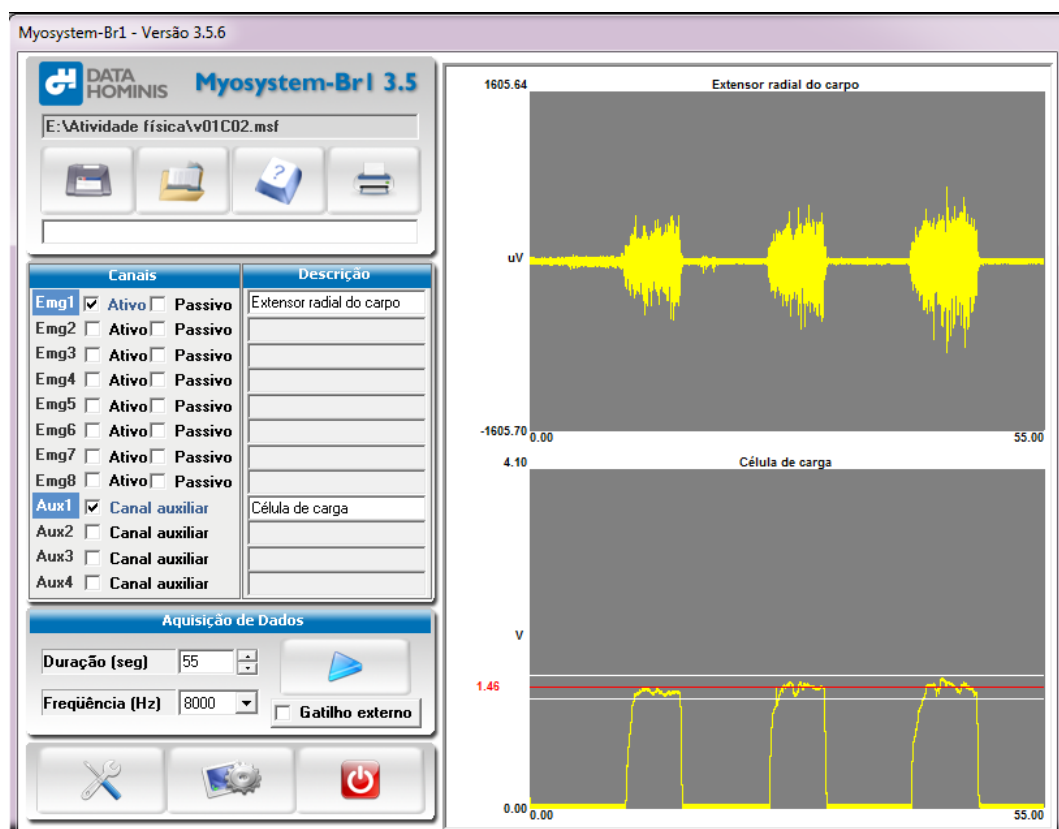 Myosystem-Br1 - Versão 3.5.6
DATA HOMINIS
Myosystem-Br1 3.5
E:\Atividade física\v01C02.msf
?
Canais Descrição
Emg1 Ativo Passivo Extensor radial do carpo
Emg2 Ativo Passivo
Emg3 Ativo Passivo
Emg4 Ativo Passivo
Emg5 Ativo Passivo
Emg6 Ativo Passivo
Emg7 Ativo Passivo
Emg8 Ativo Passivo
Aux1 Canal auxiliar Célula de carga
Aux2 Canal auxiliar
Aux3 Canal auxiliar
Aux4 Canal auxiliar
Aquisição de Dados
Duração (seg) 55
Freqüência (Hz) 8000
Gatilho externo
1605.64 Extensor radial do carpo
uV
-1605.70 0.00 55.00
4.10 Célula de carga
V
1.46
0.00 0.00 55.00